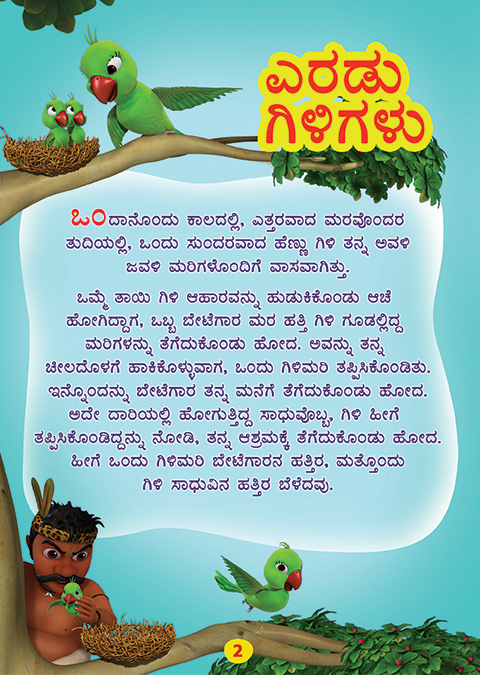 ಎರಡು
ಗಿಳಿಗಳು
ಒಂದಾನೊಂದು ಕಾಲದಲ್ಲಿ, ಎತ್ತರವಾದ ಮರವೊಂದರ
ತುದಿಯಲ್ಲಿ, ಒಂದು ಸುಂದರವಾದ ಹೆಣ್ಣು ಗಿಳಿ ತನ್ನ ಅವಳಿ
ಜವಳಿ ಮರಿಗಳೊಂದಿಗೆ ವಾಸವಾಗಿತ್ತು.
ಒಮ್ಮೆ ತಾಯಿ ಗಿಳಿ ಆಹಾರವನ್ನು ಹುಡುಕಿಕೊಂಡು ಆಚೆ
ಹೋಗಿದ್ದಾಗ, ಒಬ್ಬ ಬೇಟೆಗಾರ ಮರ ಹತ್ತಿ ಗಿಳಿ ಗೂಡಲ್ಲಿದ್ದ
ಮರಿಗಳನ್ನು ತೆಗೆದುಕೊಂಡು ಹೋದ. ಅವನ್ನು ತನ್ನ
ಚೀಲದೊಳಗೆ ಹಾಕಿಕೊಳ್ಳುವಾಗ, ಒಂದು ಗಿಳಿಮರಿ ತಪ್ಪಿಸಿಕೊಂಡಿತು.
ಇನ್ನೊಂದನ್ನು ಬೇಟೆಗಾರ ತನ್ನ ಮನೆಗೆ ತೆಗೆದುಕೊಂಡು ಹೋದ.
ಅದೇ ದಾರಿಯಲ್ಲಿ ಹೋಗುತ್ತಿದ್ದ ಸಾಧುವೊಬ್ಬ, ಗಿಳಿ ಹೀಗೆ
ತಪ್ಪಿಸಿಕೊಂಡಿದ್ದನ್ನು ನೋಡಿ, ತನ್ನ ಆಶ್ರಮಕ್ಕೆ ತೆಗೆದುಕೊಂಡು ಹೋದ.
ಹೀಗೆ ಒಂದು ಗಿಳಿಮರಿ ಬೇಟೆಗಾರನ ಹತ್ತಿರ, ಮತ್ತೊಂದು
ಗಿಳಿ ಸಾಧುವಿನ ಹತ್ತಿರ ಬೆಳೆದವು.
2